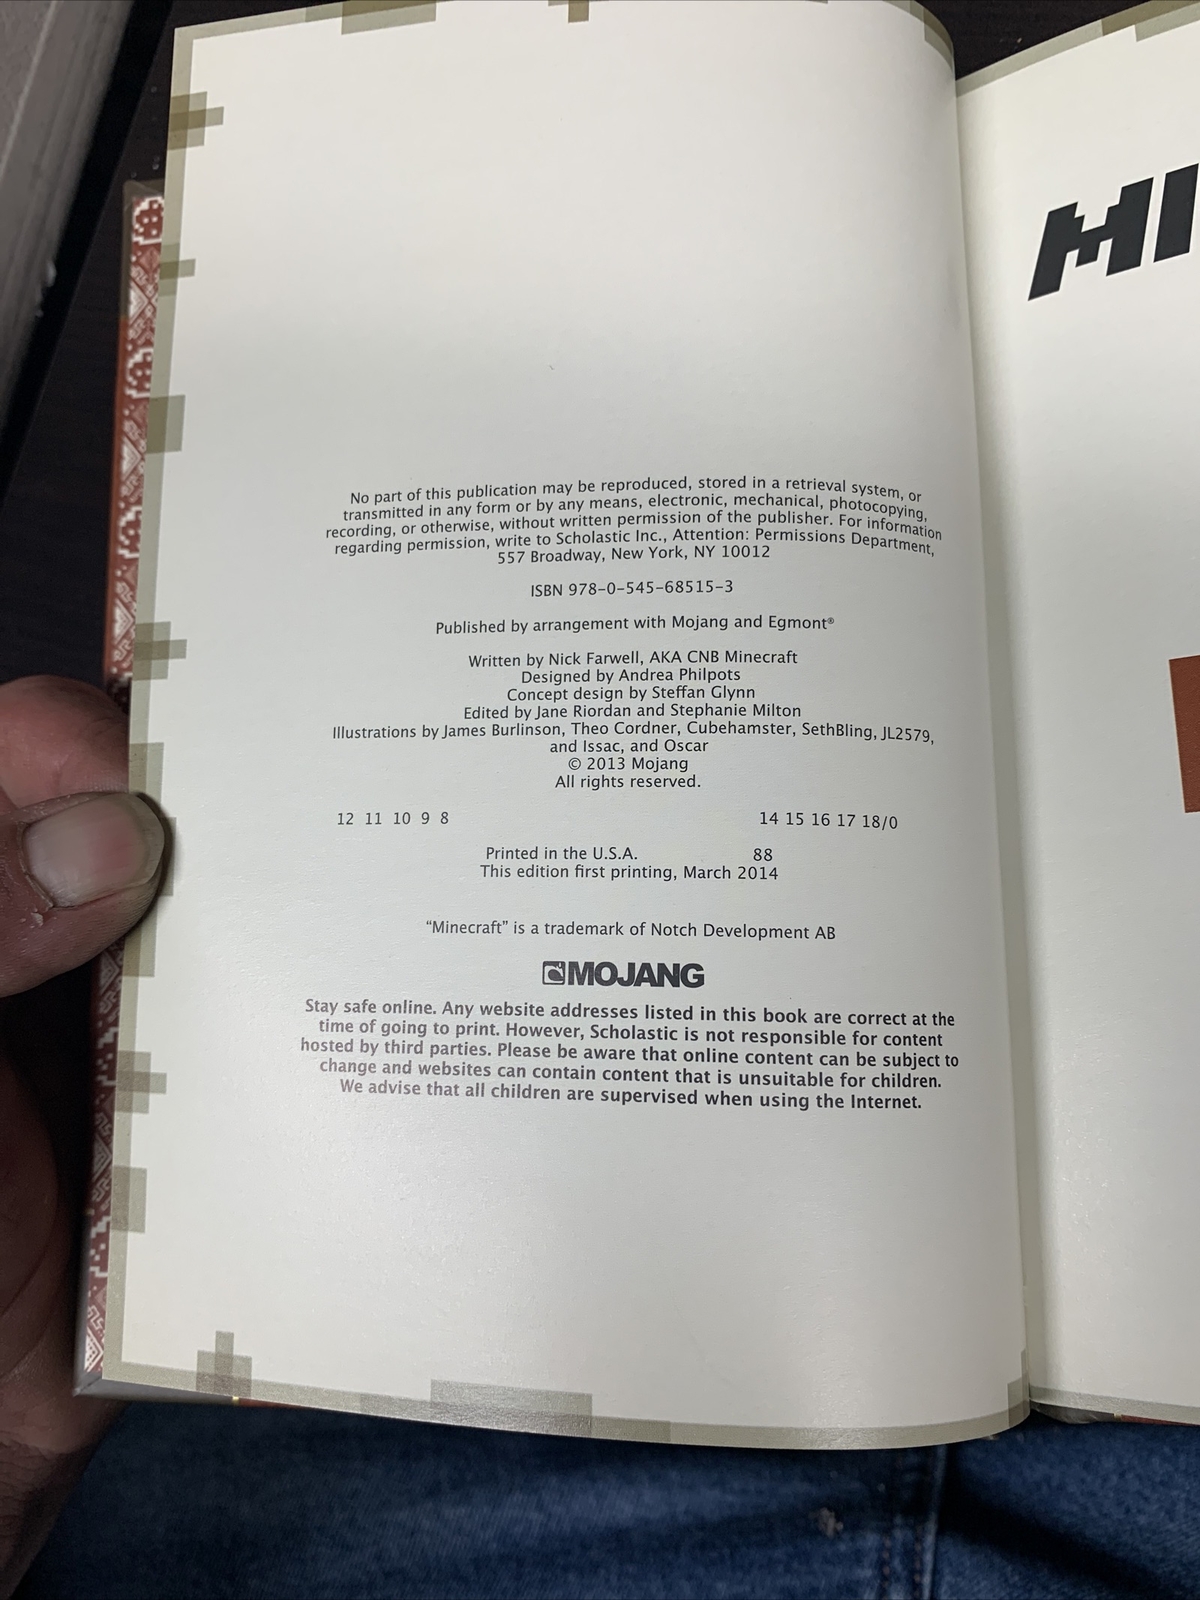 No part of this publication may be reproduced, stored in a retrieval system, or
transmitted in any form or by any means, electronic, mechanical, photocopying,
recording, or otherwise, without written permission of the publisher. For information
regarding permission, write to Scholastic Inc., Attention: Permissions Department,
557 Broadway, New York, NY 10012
ISBN 978-0-545-68515-3
Published by arrangement with Mojang and Egmont®
Written by Nick Farwell, AKA CNB Minecraft
Designed by Andrea Philpots
Concept design by Steffan Glynn
Edited by Jane Riordan and Stephanie Milton
Illustrations by James Burlinson, Theo Cordner, Cubehamster, SethBling, JL2579,
and Issac, and Oscar
© 2013 Mojang
All rights reserved.
12 11 10 9 8 14 15 16 17 18/0
Printed in the U.S.A. 88
This edition first printing, March 2014
“Minecraft” is a trademark of Notch Development AB
MOJANG
Stay safe online. Any website addresses listed in this book are correct at the
time of going to print. However, Scholastic is not responsible for content
hosted by third parties. Please be aware that online content can be subject to
change and websites can contain content that is unsuitable for children.
We advise that all children are supervised when using the Internet.
MI